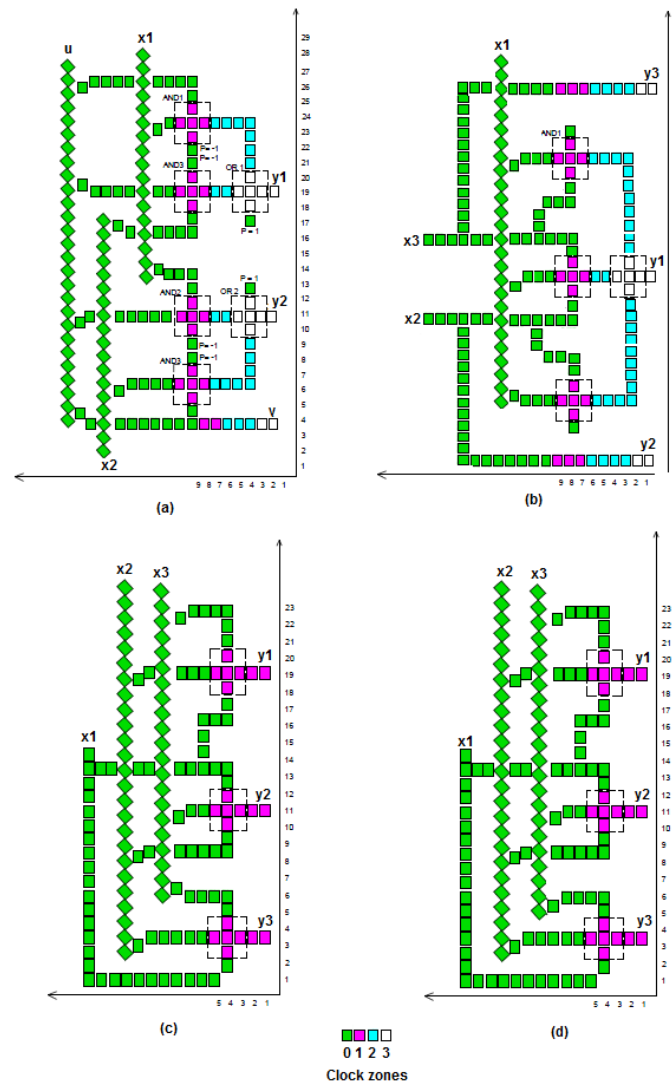 u
x1
AND1
P= -1
P= -1
AND3
OR 1
y1
P = 1
P = 1
AND2
OR 2
y2
P= -1
P= -1
AND3
V
x2
29
28
27
26
25
24
23
22
21
20
19
18
17
16
15
14
13
12
11
10
9
8
7
6
5
4
3
2
1
9 8 7 6 5 4 3 2 1
(a)
x1
y3
AND1
x3
y1
x2
y2
9 8 7 6 5 4 3 2 1
(b)
x2 x3
y1
x1
y2
y3
23
22
21
20
19
18
17
16
15
14
13
12
11
10
9
8
7
6
5
4
3
2
1
5 4 3 2 1
(c)
x2 x3
y1
x1
y2
y3
23
22
21
20
19
18
17
16
15
14
13
12
11
10
9
8
7
6
5
4
3
2
1
5 4 3 2 1
(d)
0 1 2 3
Clock zones